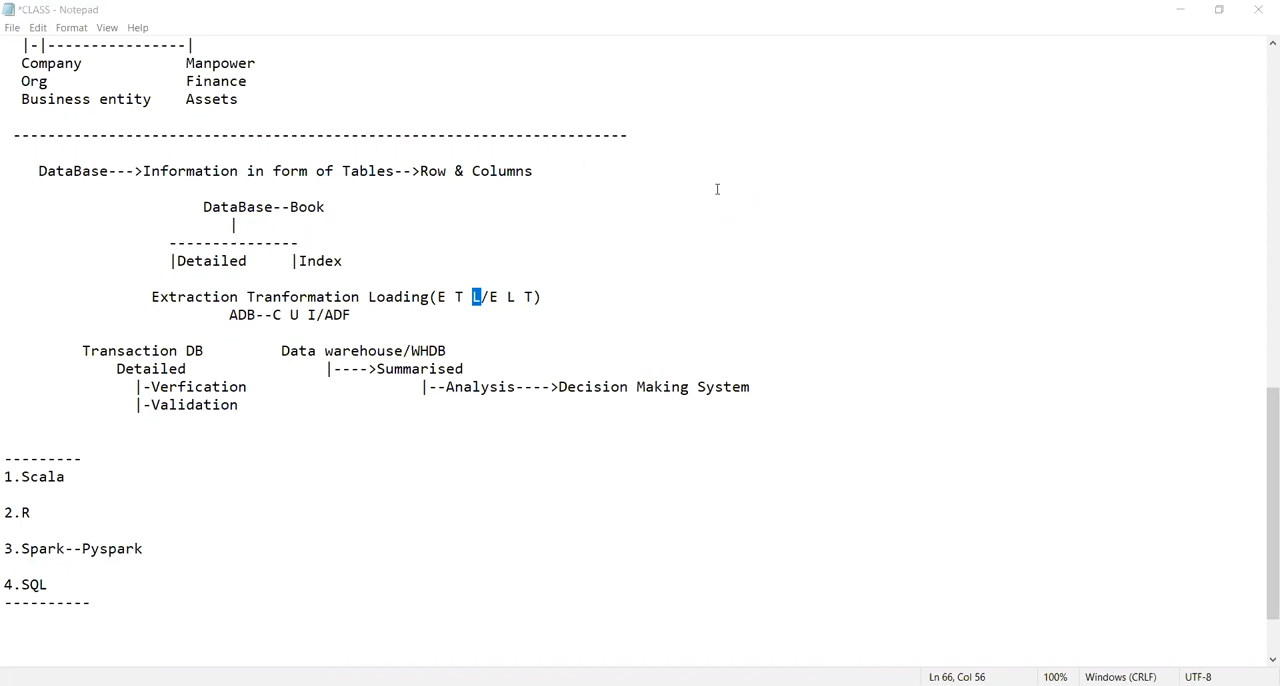 *CLASS - Notepad
File Edit Format View Help
|-|----------------|
Company Manpower
Org Finance
Business entity Assets
-----------------------------------------------------------------------
DataBase--->Information in form of Tables-->Row & Columns
DataBase--Book
|
---------------
|Detailed |Index
Extraction Tranformation Loading(E T L/E L T)
ADB--C U I/ADF
Transaction DB Data warehouse/WHDB
Detailed |---->Summarised
|-Verfication |--Analysis---->Decision Making System
|-Validation
---------
1.Scala
2.R
3.Spark--Pyspark
4.SQL
----------
Ln 66, Col 56 100% Windows (CRLF) UTF-8